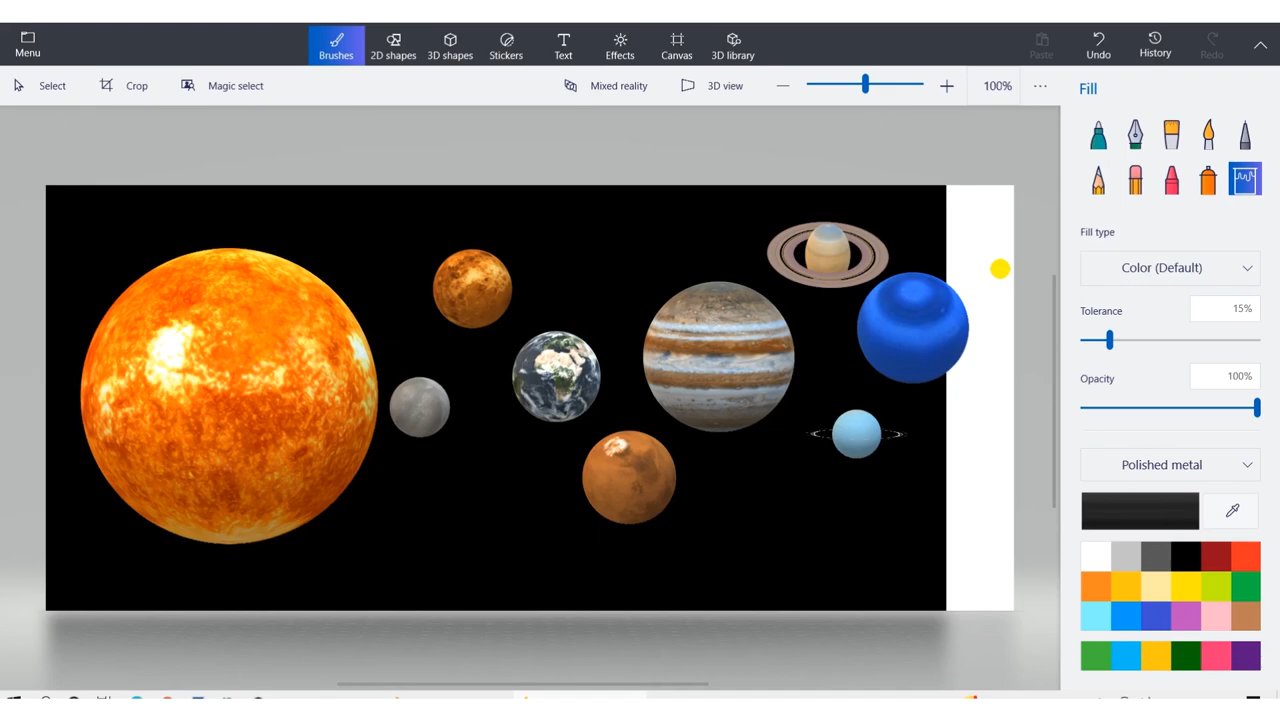 Menu
Brushes
2D shapes
3D shapes
Stickers
Text
Effects
Canvas
3D library
Paste
Undo
History
Redo
Select
Crop
Magic select
Mixed reality
3D view
100%
Fill
Fill type
Color (Default)
Tolerance
15%
Opacity
100%
Polished metal